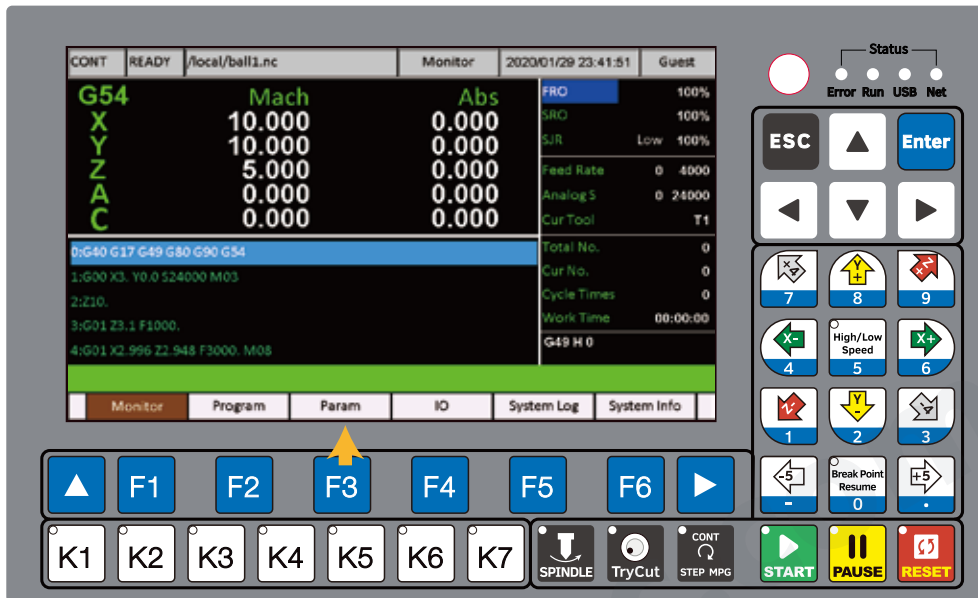 CONT READY /local/ball1.nc Monitor 2020/01/29 23:41:51 Guest
G54 Mach Abs
X 10.000 0.000
Y 10.000 0.000
Z 5.000 0.000
A 0.000 0.000
C 0.000 0.000
FRO 100%
SRO 100%
SJR Low 100%
Feed Rate 0 4000
Analog S 0 24000
Cur Tool T1
Total No. 0
Cur No. 0
Cycle Times 0
Work Time 00:00:00
G49 H 0
0:G40 G17 G49 G80 G90 G54
1:G00 X3. Y0.0 S24000 M03
2:Z10.
3:G01 Z3.1 F1000.
4:G01 X2.996 Z2.948 F3000. M08
Monitor Program Param IO System Log System Info
Status
Error Run USB Net
ESC Enter
X4 Y+ Z+
7 8 9
X- High/Low Speed X+
4 5 6
Z- Y- -4
1 2 3
-5 Break Point Resume +5
- 0 .
F1 F2 F3 F4 F5 F6
K1 K2 K3 K4 K5 K6 K7
SPINDLE TryCut CONT STEP MPG
START PAUSE RESET